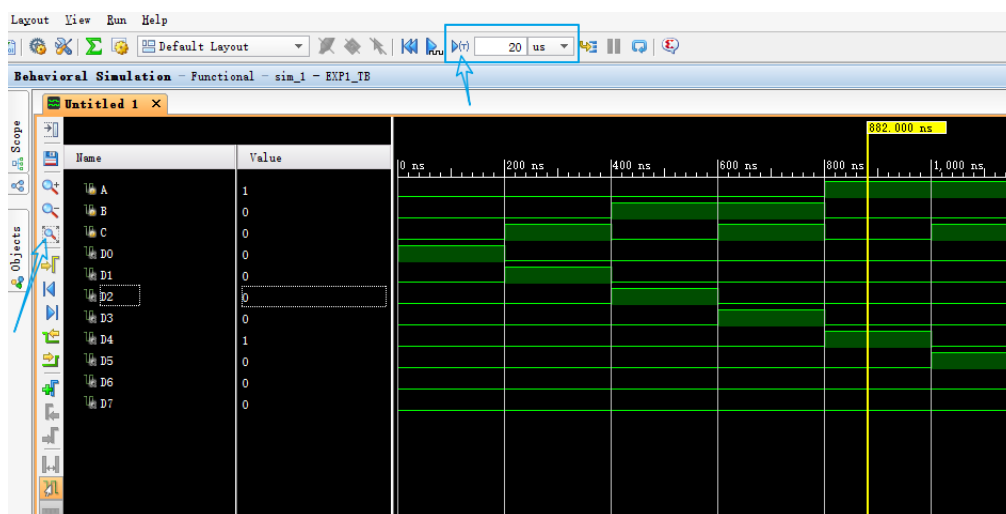 Layout View Run Help
Default Layout
(T)
20 us
Behavioral Simulation - Functional - sim_1 - EXP1_TB
Untitled 1 ×
Scope
Objects
882.000 ns
Name Value
0 ns 200 ns 400 ns 600 ns 800 ns 1,000 ns
A 1
B 0
C 0
D0 0
D1 0
D2 0
D3 0
D4 1
D5 0
D6 0
D7 0